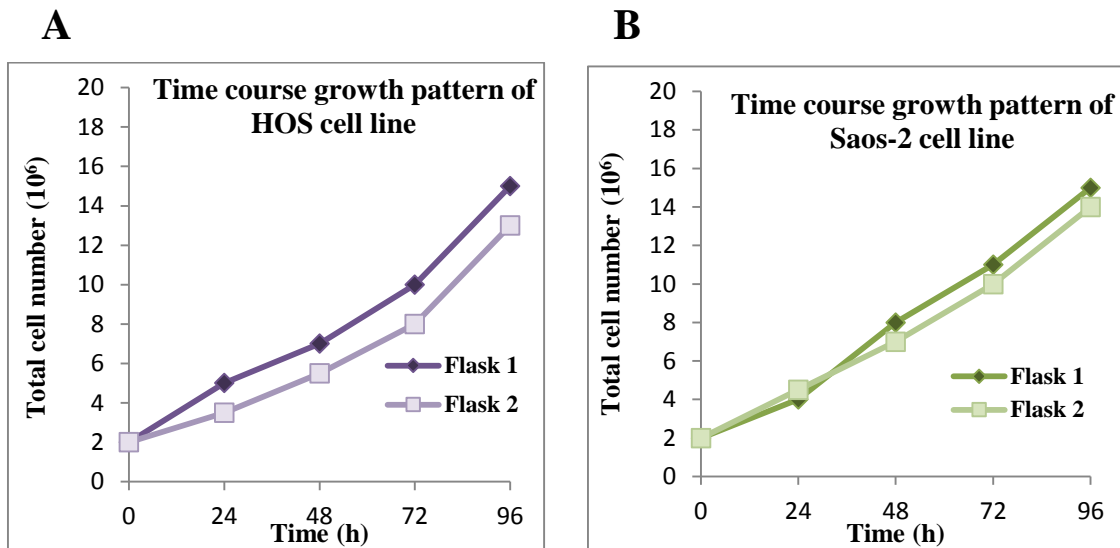 A
Time course growth pattern of
HOS cell line
Total cell number (10⁶)
20
18
16
14
12
10
8
6
4
2
0
Flask 1
Flask 2
0 24 48 72 96
Time (h)
B
Time course growth pattern of
Saos-2 cell line
Total cell number (10⁶)
20
18
16
14
12
10
8
6
4
2
0
Flask 1
Flask 2
0 24 48 72 96
Time (h)